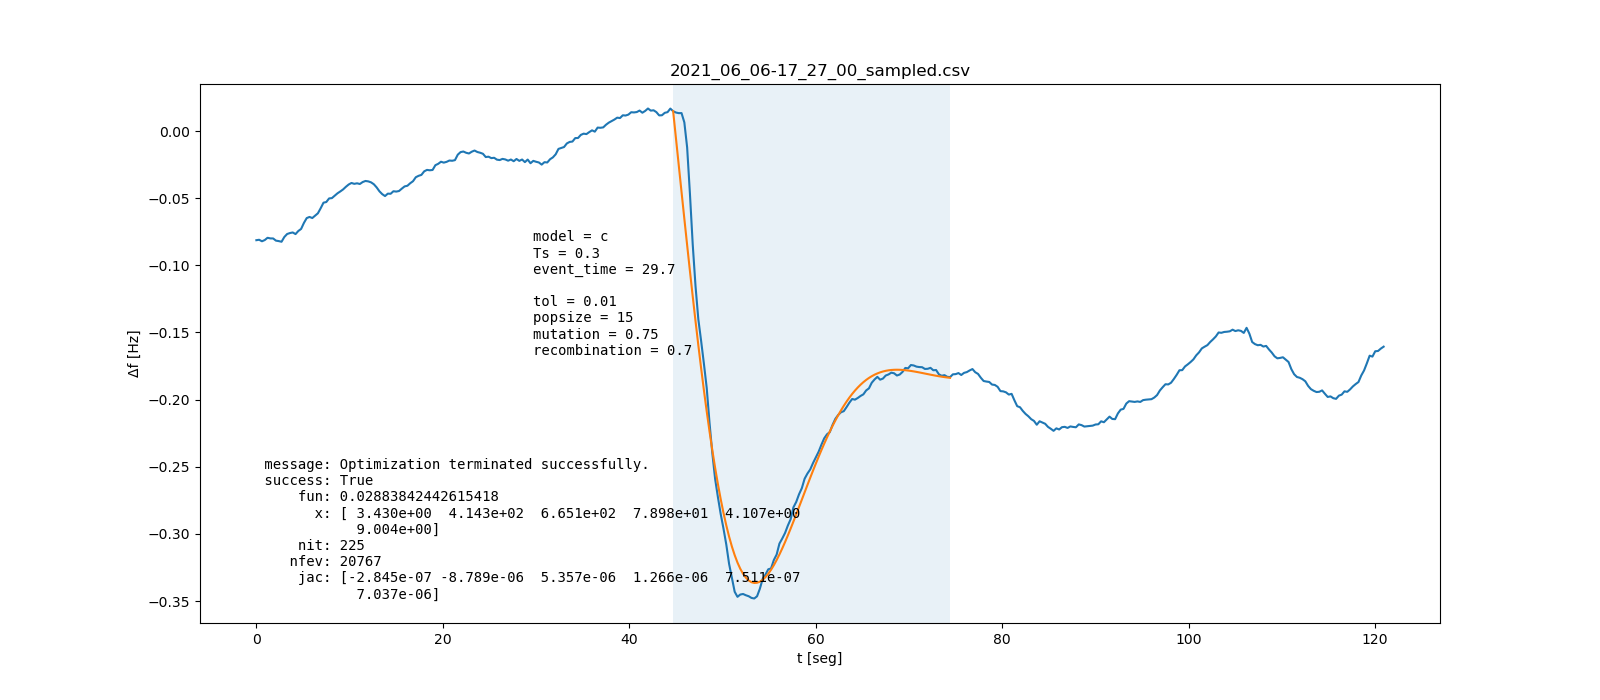 2021_06_06-17_27_00_sampled.csv
0.00
−0.05
−0.10
−0.15
−0.20
−0.25
−0.30
−0.35
Δf [Hz]
model = c
Ts = 0.3
event_time = 29.7
tol = 0.01
popsize = 15
mutation = 0.75
recombination = 0.7
message: Optimization terminated successfully.
success: True
fun: 0.02883842442615418
x: [ 3.430e+00  4.143e+02  6.651e+02  7.898e+01  4.107e+00
9.004e+00]
nit: 225
nfev: 20767
jac: [-2.845e-07 -8.789e-06  5.357e-06  1.266e-06  7.511e-07
7.037e-06]
0 20 40 60 80 100 120
t [seg]